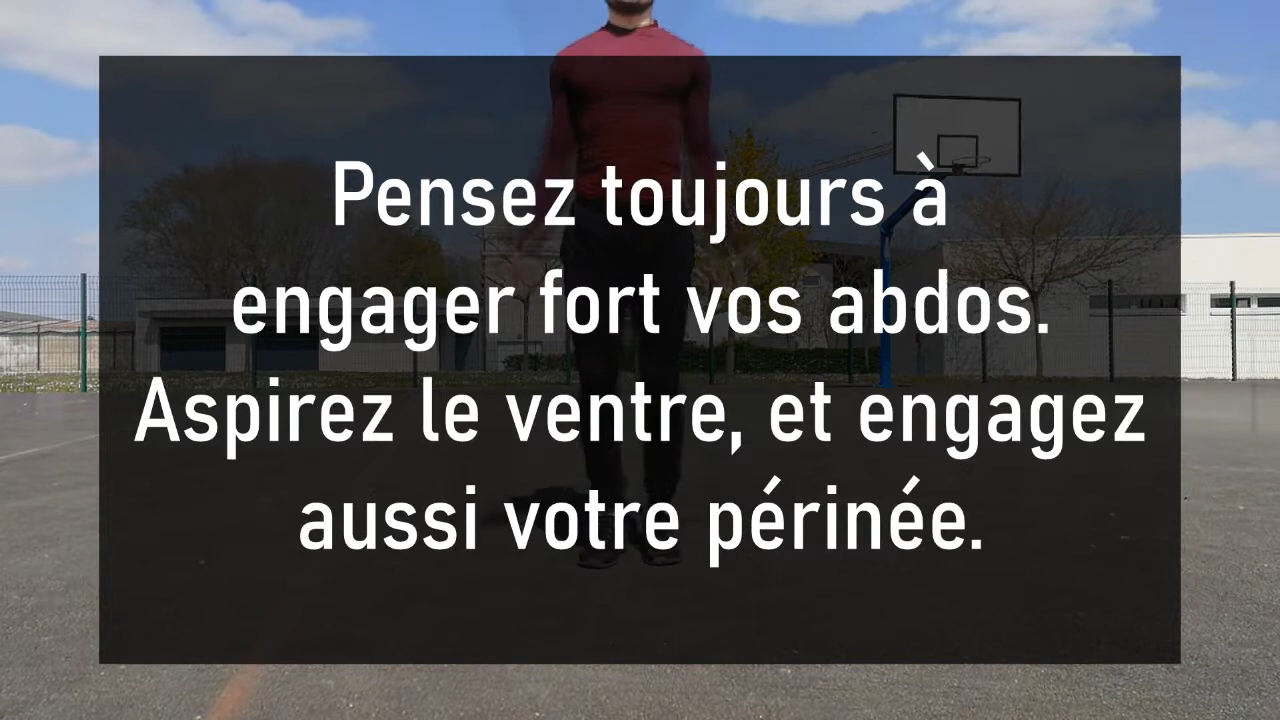 Pensez toujours à
engager fort vos abdos.
Aspirez le ventre, et engagez
aussi votre périnée.